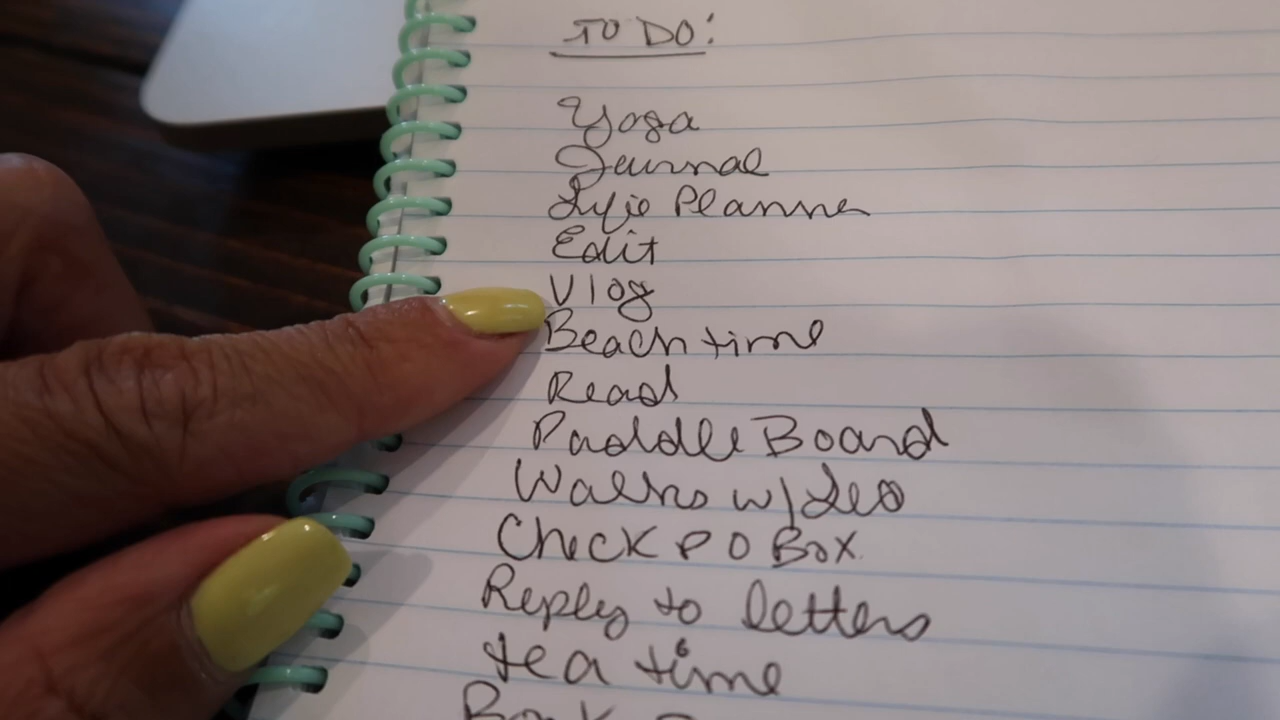 TO DO:
Yoga
Journal
Life Planner
Edit
Vlog
Beach time
Read
Paddle Board
Walks w/ Leo
Check P O Box
Reply to letters
tea time